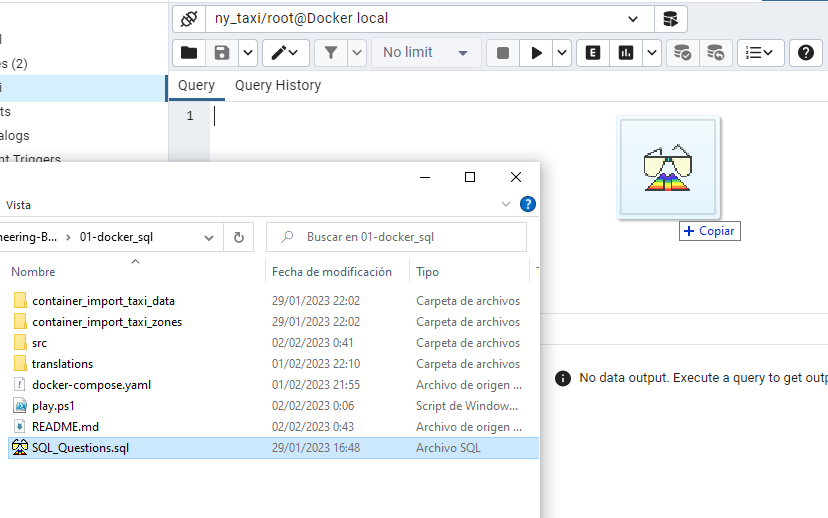 ny_taxi/root@Docker local
No limit
E
Query
Query History
1
es (2)
i
ts
alogs
nt Triggers
Copiar
Vista
neering-B...
01-docker_sql
Buscar en 01-docker_sql
Nombre
Fecha de modificación
Tipo
container_import_taxi_data 29/01/2023 22:02 Carpeta de archivos
container_import_taxi_zones 29/01/2023 22:02 Carpeta de archivos
src 02/02/2023 0:41 Carpeta de archivos
translations 01/02/2023 22:10 Carpeta de archivos
docker-compose.yaml 01/02/2023 21:55 Archivo de origen ...
play.ps1 02/02/2023 0:06 Script de Window...
README.md 02/02/2023 0:43 Archivo de origen ...
SQL_Questions.sql 29/01/2023 16:48 Archivo SQL
No data output. Execute a query to get outp